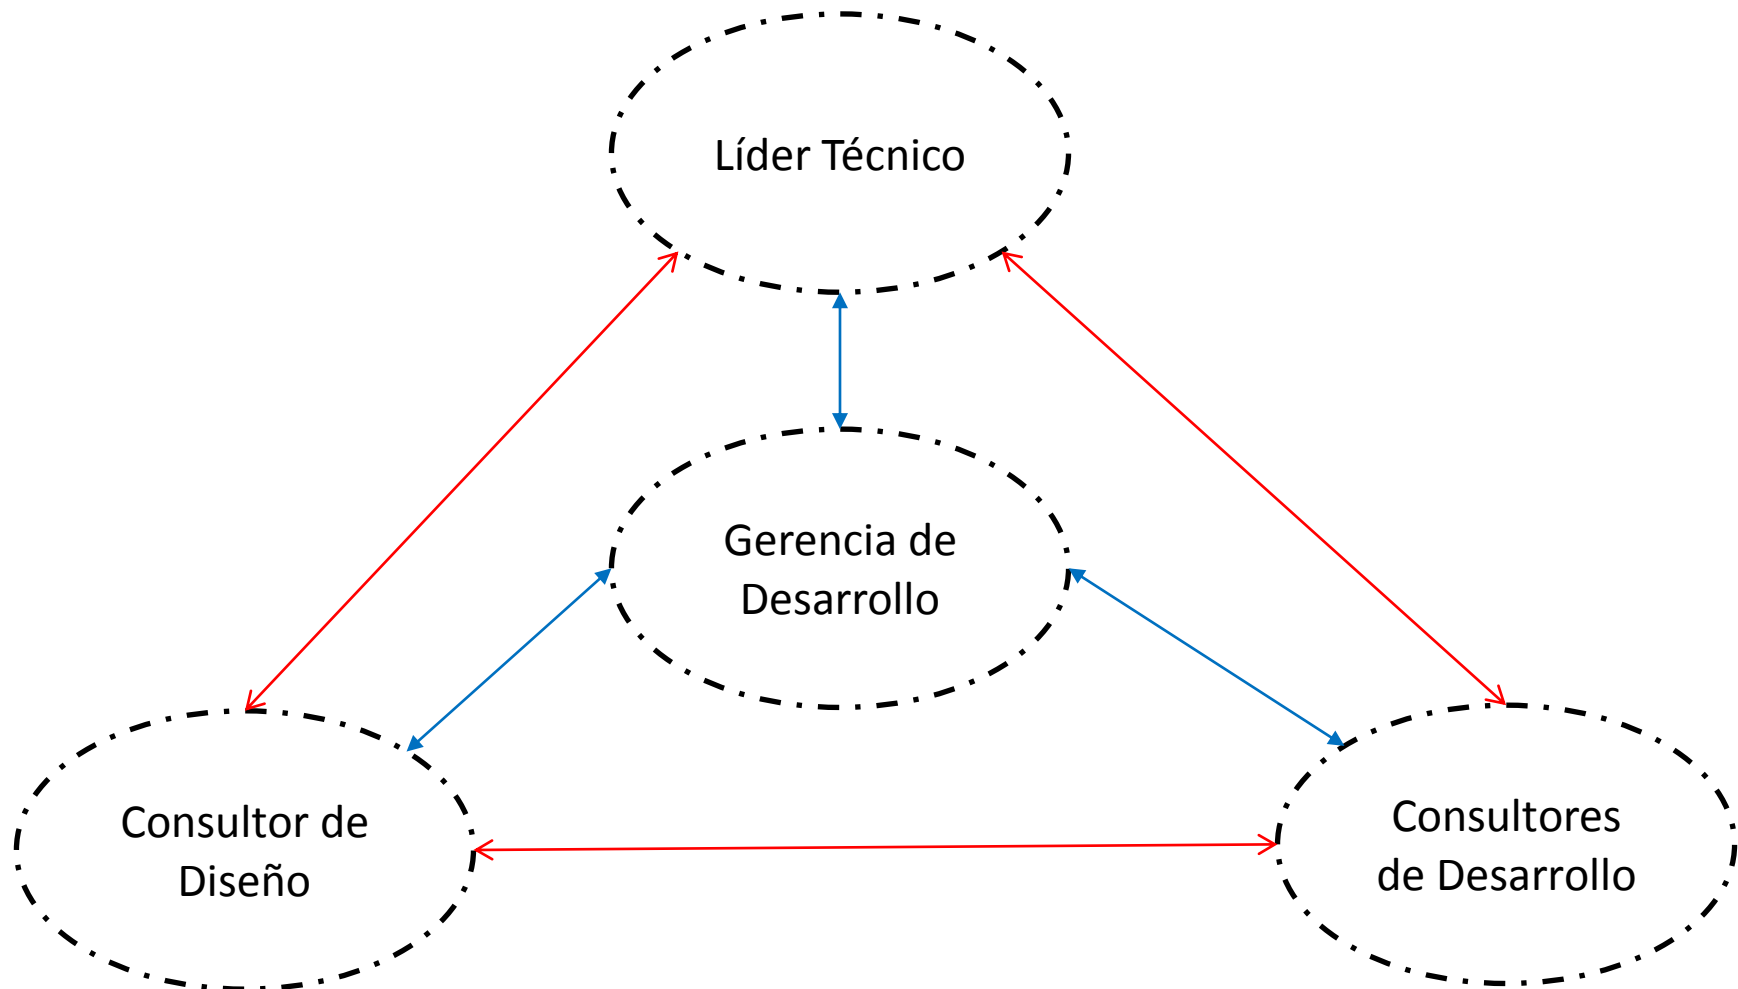 Líder Técnico
Gerencia de
Desarrollo
Consultor de
Diseño
Consultores
de Desarrollo